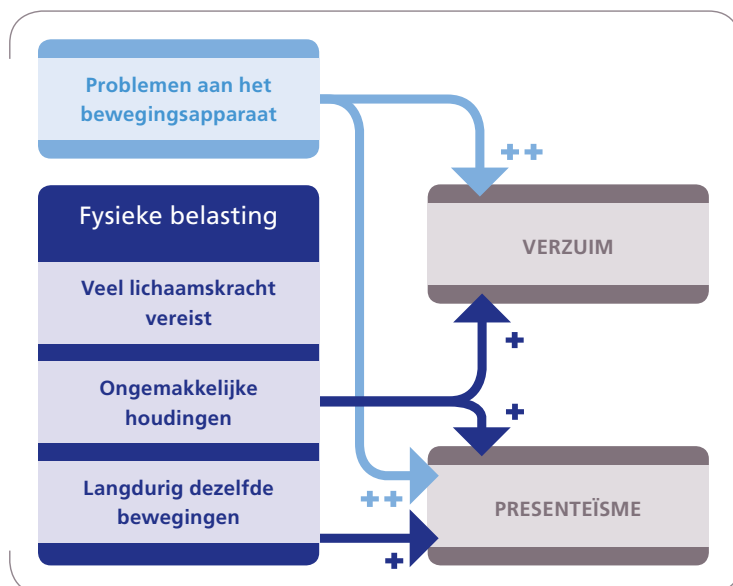 Problemen aan het
bewegingsapparaat
++
Fysieke belasting
VERZUIM
Veel lichaamskracht
vereist
+
Ongemakkelijke
houdingen
+
Langdurig dezelfde
bewegingen
++
PRESENTEÏSME
+